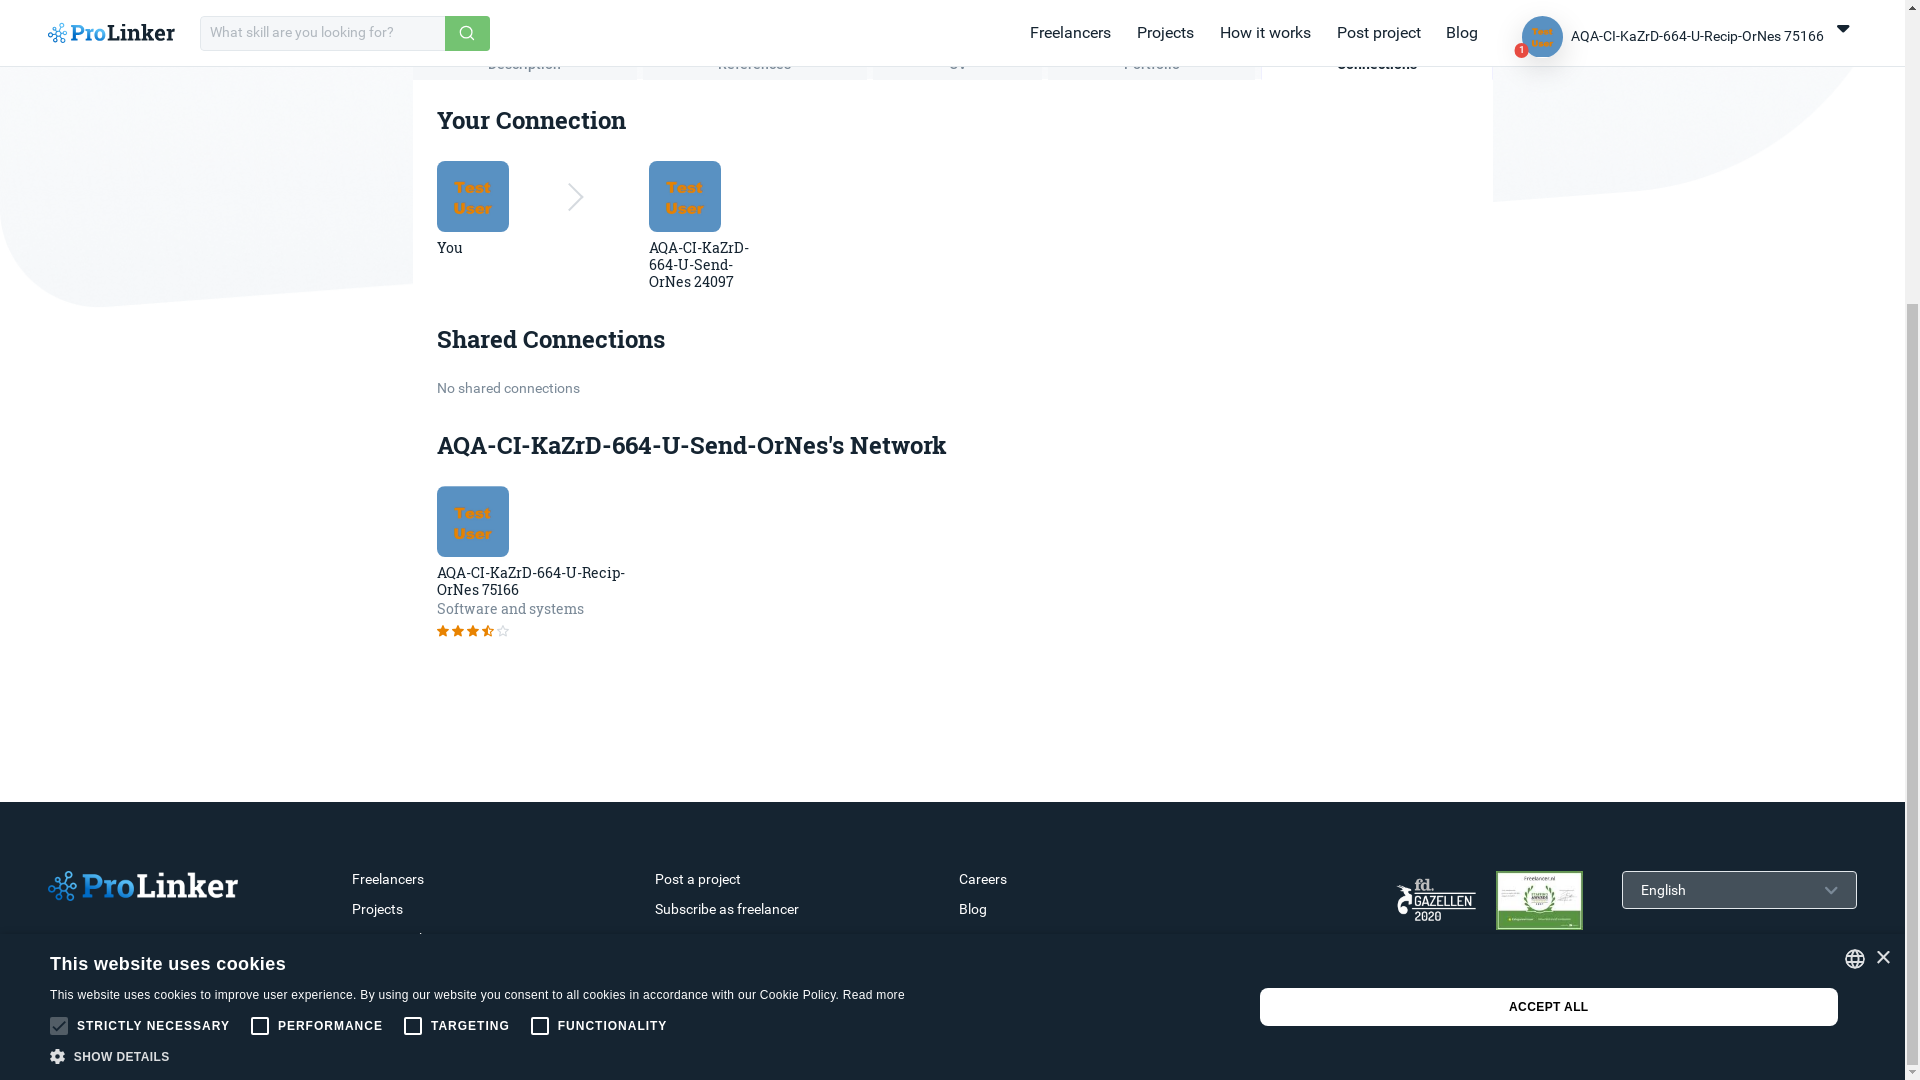 ProLinker
What skill are you looking for?
Freelancers
Projects
How it works
Post project
Blog
Test
User
1
AQA-CI-KaZrD-664-U-Recip-OrNes 75166
Description
References
CV
Portfolio
Connections
Your Connection
Test
User
Test
User
You
AQA-CI-KaZrD-
664-U-Send-
OrNes 24097
Shared Connections
No shared connections
AQA-CI-KaZrD-664-U-Send-OrNes's Network
Test
User
AQA-CI-KaZrD-664-U-Recip-
OrNes 75166
Software and systems
ProLinker
Freelancers
Projects
Post a project
Subscribe as freelancer
Careers
Blog
fd.
GAZELLEN
2020
Freelancer.nl
English
This website uses cookies
This website uses cookies to improve user experience. By using our website you consent to all cookies in accordance with our Cookie Policy. Read more
STRICTLY NECESSARY
PERFORMANCE
TARGETING
FUNCTIONALITY
SHOW DETAILS
ACCEPT ALL